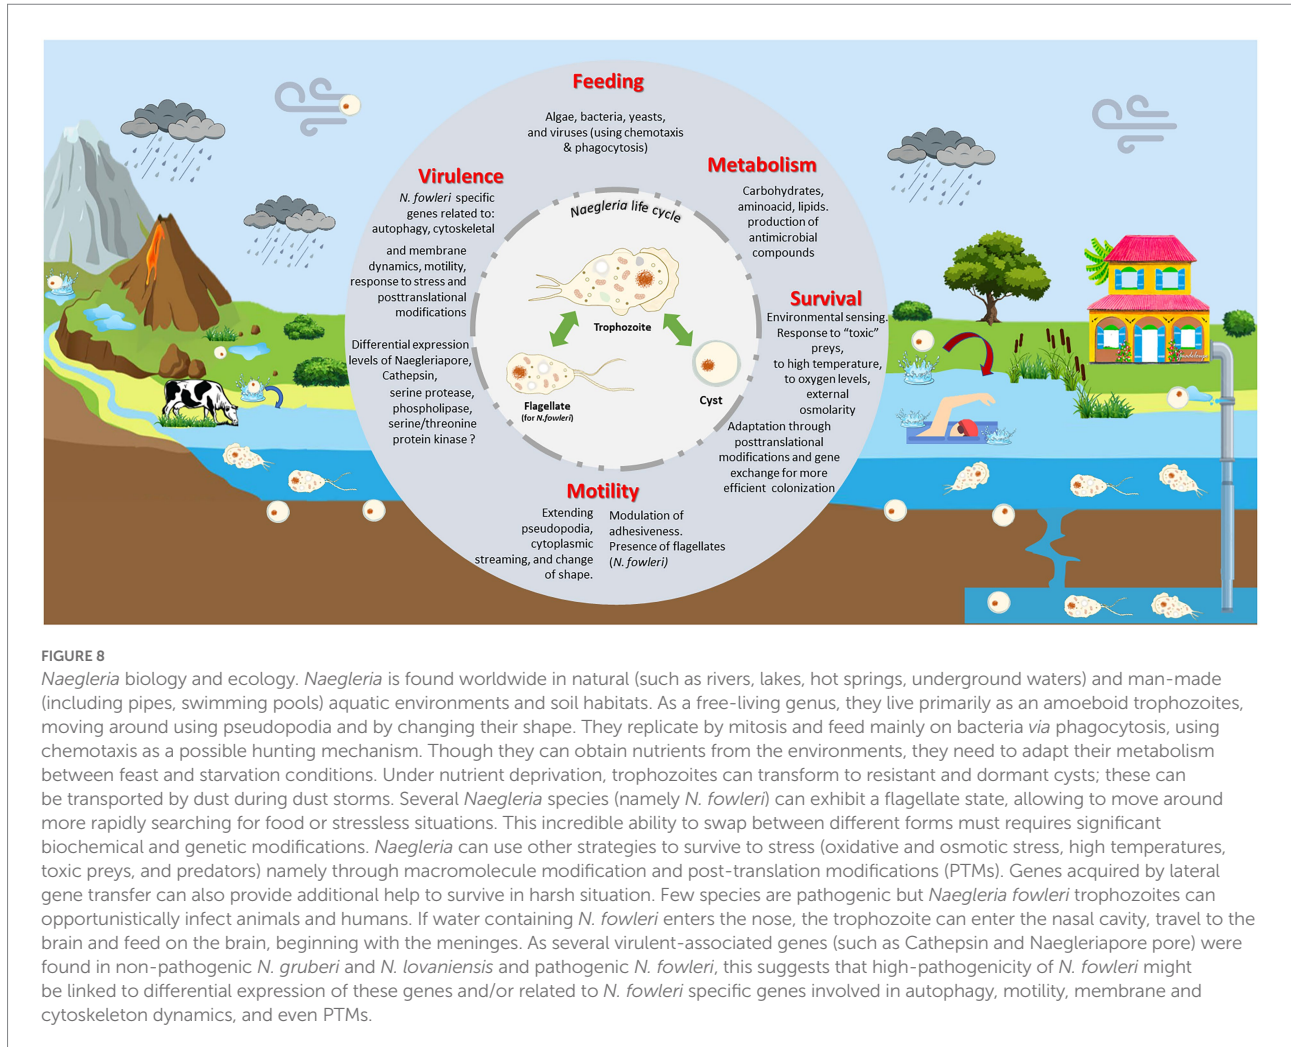 Feeding
Algae, bacteria, yeasts,
and viruses (using chemotaxis
& phagocytosis)
Virulence
N. fowleri specific
genes related to:
autophagy, cytoskeletal
and membrane
dynamics, motility,
response to stress and
posttranslational
modifications
Differential expression
levels of Naegleriapore,
Cathepsin,
serine protease,
phospholipase,
serine/threonine
protein kinase ?
Metabolism
Carbohydrates,
aminoacid, lipids.
production of
antimicrobial
compounds
Survival
Environmental sensing.
Response to “toxic”
preys,
to high temperature,
to oxygen levels,
external
osmolarity
Adaptation through
posttranslational
modifications and gene
exchange for more
efficient colonization
Naegleria life cycle
Trophozoite
Flagellate
(for N.fowleri)
Cyst
Motility
Extending
pseudopodia,
cytoplasmic
streaming, and change
of shape.
Modulation of
adhesiveness.
Presence of flagellates
(N. fowleri)
FIGURE 8
Naegleria biology and ecology. Naegleria is found worldwide in natural (such as rivers, lakes, hot springs, underground waters) and man-made
(including pipes, swimming pools) aquatic environments and soil habitats. As a free-living genus, they live primarily as an amoeboid trophozoites,
moving around using pseudopodia and by changing their shape. They replicate by mitosis and feed mainly on bacteria via phagocytosis, using
chemotaxis as a possible hunting mechanism. Though they can obtain nutrients from the environments, they need to adapt their metabolism
between feast and starvation conditions. Under nutrient deprivation, trophozoites can transform to resistant and dormant cysts; these can
be transported by dust during dust storms. Several Naegleria species (namely N. fowleri) can exhibit a flagellate state, allowing to move around
more rapidly searching for food or stressless situations. This incredible ability to swap between different forms must requires significant
biochemical and genetic modifications. Naegleria can use other strategies to survive to stress (oxidative and osmotic stress, high temperatures,
toxic preys, and predators) namely through macromolecule modification and post-translation modifications (PTMs). Genes acquired by lateral
gene transfer can also provide additional help to survive in harsh situation. Few species are pathogenic but Naegleria fowleri trophozoites can
opportunistically infect animals and humans. If water containing N. fowleri enters the nose, the trophozoite can enter the nasal cavity, travel to the
brain and feed on the brain, beginning with the meninges. As several virulent-associated genes (such as Cathepsin and Naegleriapore pore) were
found in non-pathogenic N. gruberi and N. lovaniensis and pathogenic N. fowleri, this suggests that high-pathogenicity of N. fowleri might
be linked to differential expression of these genes and/or related to N. fowleri specific genes involved in autophagy, motility, membrane and
cytoskeleton dynamics, and even PTMs.